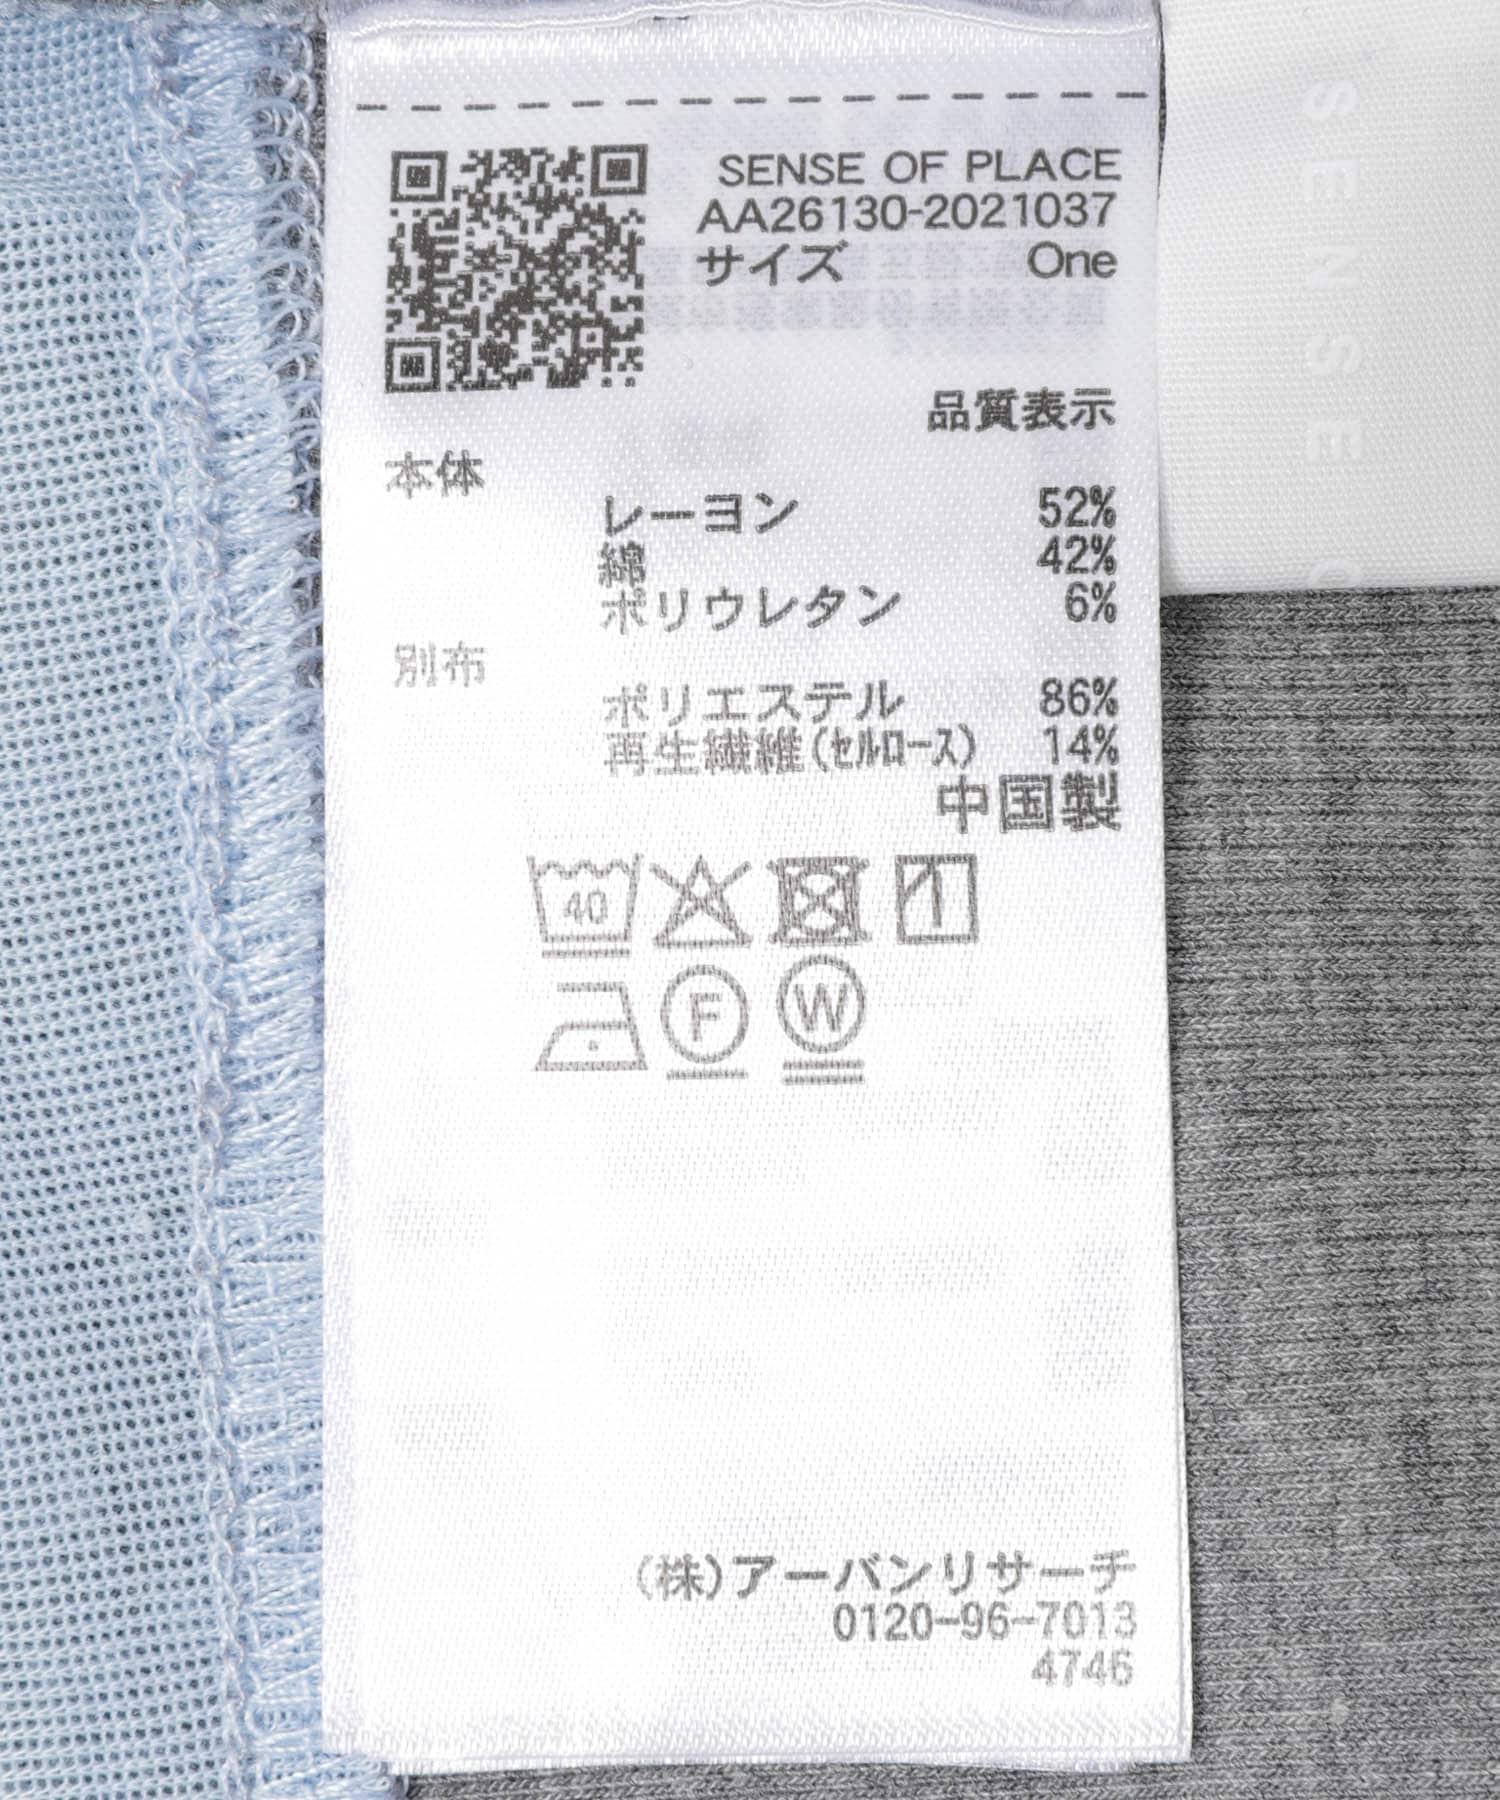 SENSE OF PLACE
AA26130-2021037
サイズ One
品質表示
本体
レーヨン 52%
綿 42%
ポリウレタン 6%
別布
ポリエステル 86%
再生繊維(セルロース) 14%
中国製
40
F W
(株)アーバンリサーチ
0120-96-7013
4746
SENSE